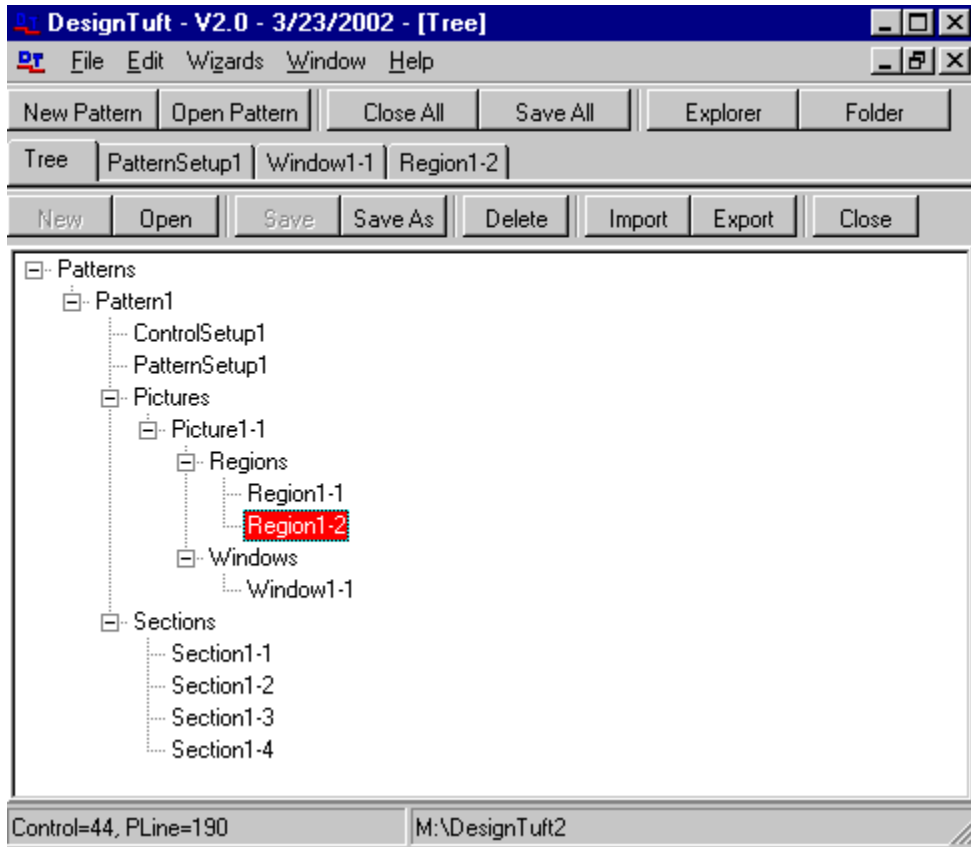 DesignTuft - V2.0 - 3/23/2002 - [Tree]
DT File Edit Wizards Window Help
New Pattern Open Pattern Close All Save All Explorer Folder
Tree PatternSetup1 Window1-1 Region1-2
New Open Save Save As Delete Import Export Close
Patterns
Pattern1
ControlSetup1
PatternSetup1
Pictures
Picture1-1
Regions
Region1-1
Region1-2
Windows
Window1-1
Sections
Section1-1
Section1-2
Section1-3
Section1-4
Control=44, PLine=190 M:\DesignTuft2